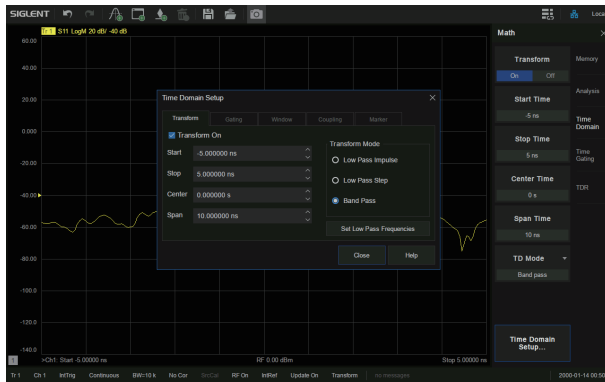 SIGLENT
Local
Tr 1 S11 LogM 20 dB/ -40 dB
60.00
40.00
20.00
0.000
-20.00
-40.00
-60.00
-80.00
-100.0
-120.0
-140.0
Time Domain Setup
Transform Gating Window Coupling Marker
Transform On
Start -5.000000 ns
Stop 5.000000 ns
Center 0.000000 s
Span 10.000000 ns
Transform Mode
Low Pass Impulse
Low Pass Step
Band Pass
Set Low Pass Frequencies
Close Help
Math
Transform
On Off
Start Time
-5 ns
Stop Time
5 ns
Center Time
0 s
Span Time
10 ns
TD Mode
Band pass
Time Domain
Setup...
Memory
Analysis
Time
Domain
Time
Gating
TDR
1 >Ch1: Start -5.00000 ns RF 0.00 dBm Stop 5.00000 ns
Tr 1 Ch 1 IntTrig Continuous BW=10 k No Cor SrcCal RF On IntRef Update On Transform no messages 2000-01-14 00:50